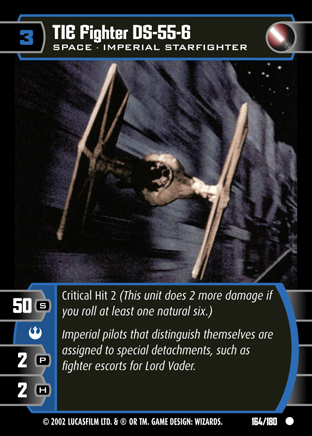 3
TIE Fighter DS-55-6
SPACE - IMPERIAL STARFIGHTER
50 S
Critical Hit 2 (This unit does 2 more damage if
you roll at least one natural six.)
Imperial pilots that distinguish themselves are
assigned to special detachments, such as
fighter escorts for Lord Vader.
2 P
2 H
© 2002 LUCASFILM LTD. & ® OR TM. GAME DESIGN: WIZARDS.
164/180